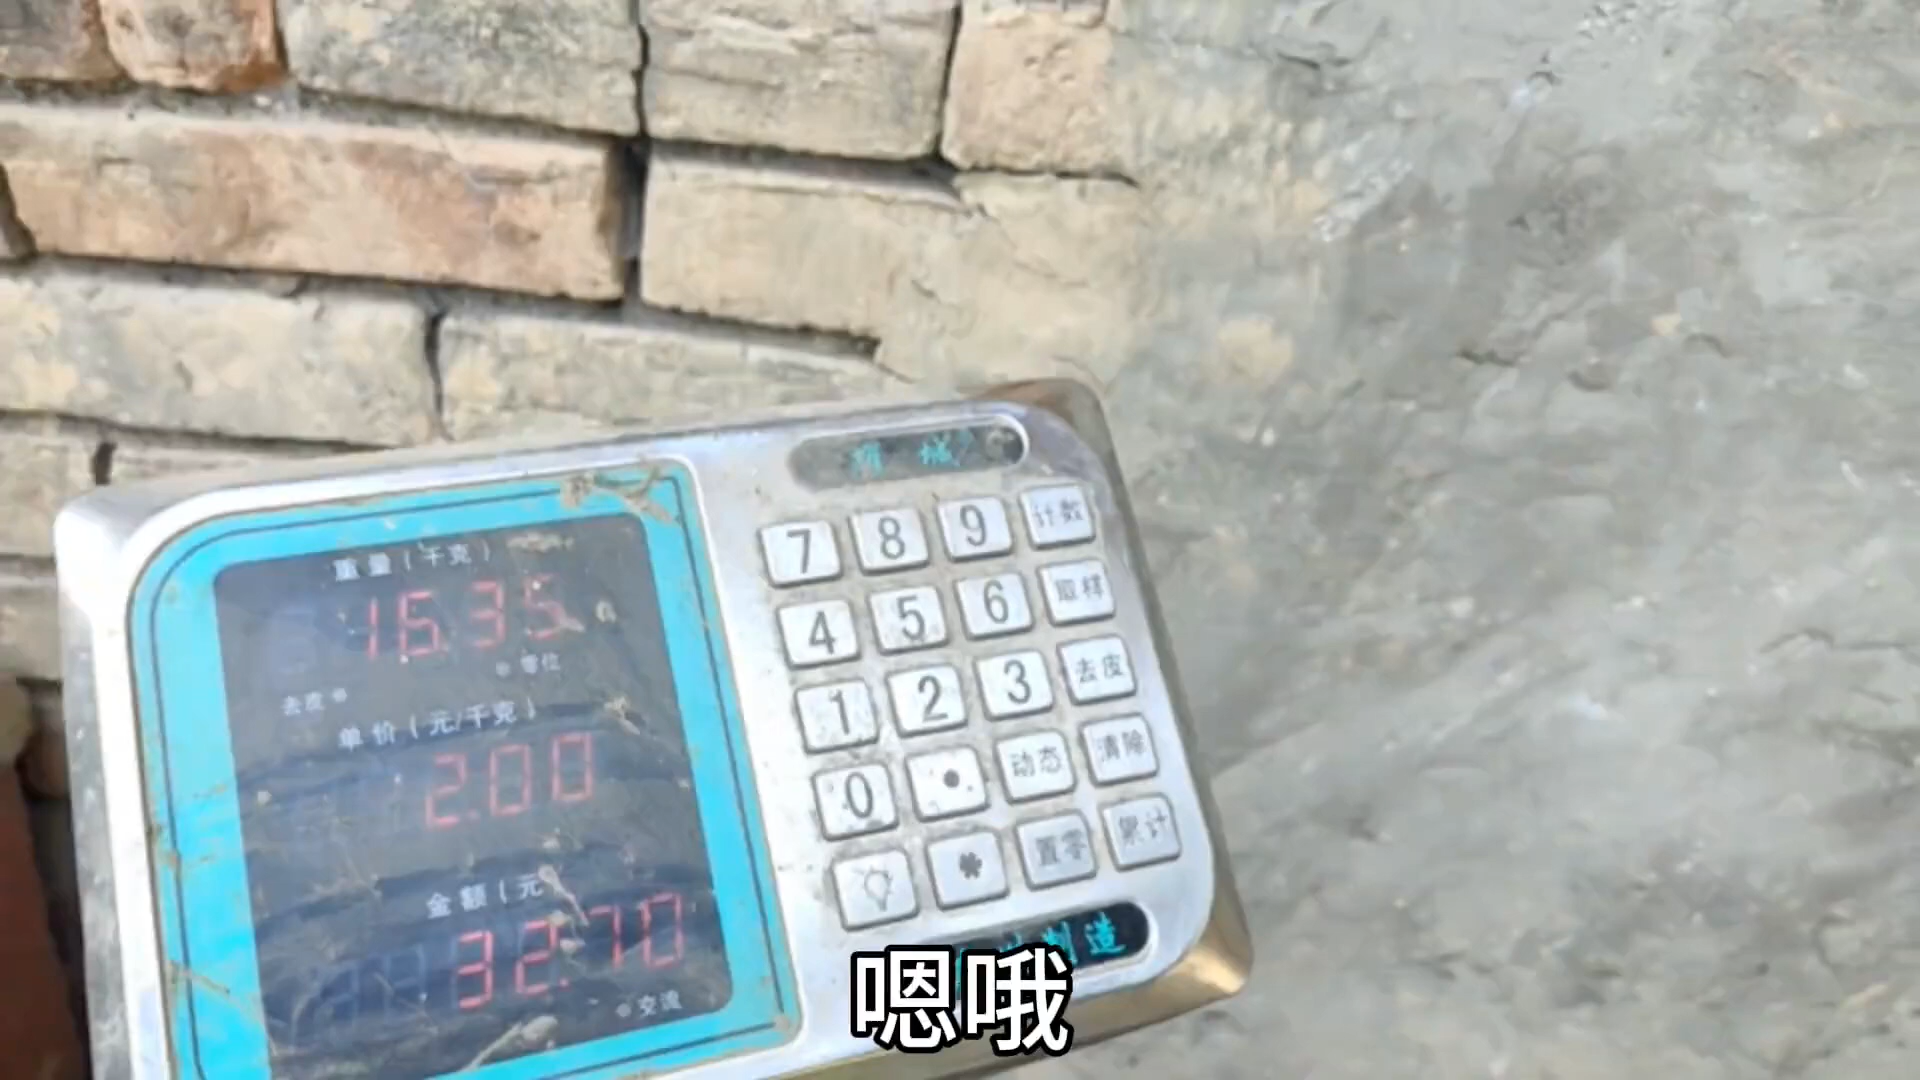 城
重量(千克)
16.35
零位
去皮
单价(元/千克)
2.00
金额(元
32.70
交流
7 8 9 计数
4 5 6 取样
1 2 3 去皮
0 • 动态 清除
* 置零 累计
制造
嗯哦